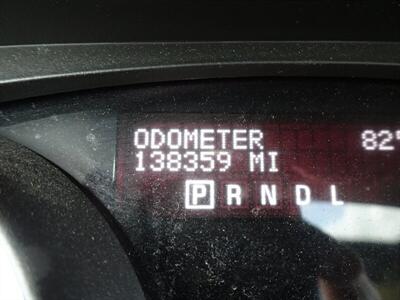 ODOMETER 82°
138359 MI
P R N D L